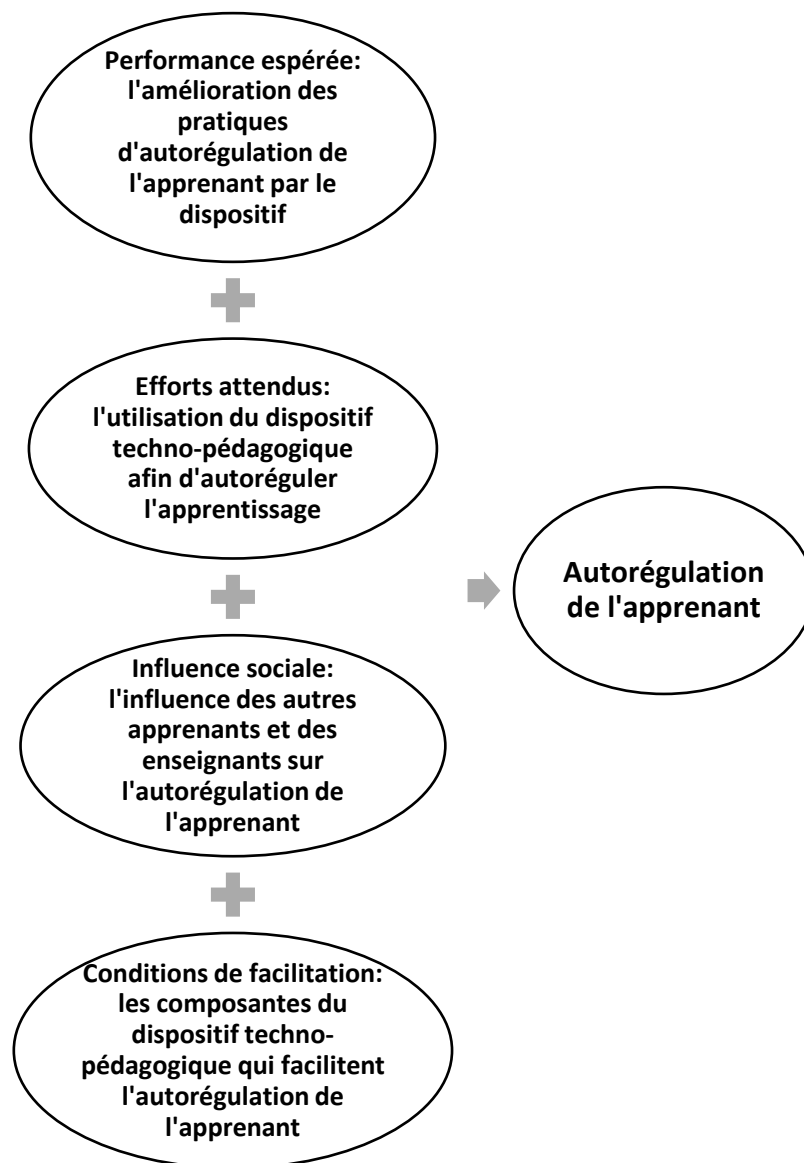 Performance espérée:
l'amélioration des
pratiques
d'autorégulation de
l'apprenant par le
dispositif
Efforts attendus:
l'utilisation du dispositif
techno-pédagogique
afin d'autoréguler
l'apprentissage
Influence sociale:
l'influence des autres
apprenants et des
enseignants sur
l'autorégulation de
l'apprenant
Conditions de facilitation:
les composantes du
dispositif techno-
pédagogique qui facilitent
l'autorégulation de
l'apprenant
Autorégulation
de l'apprenant